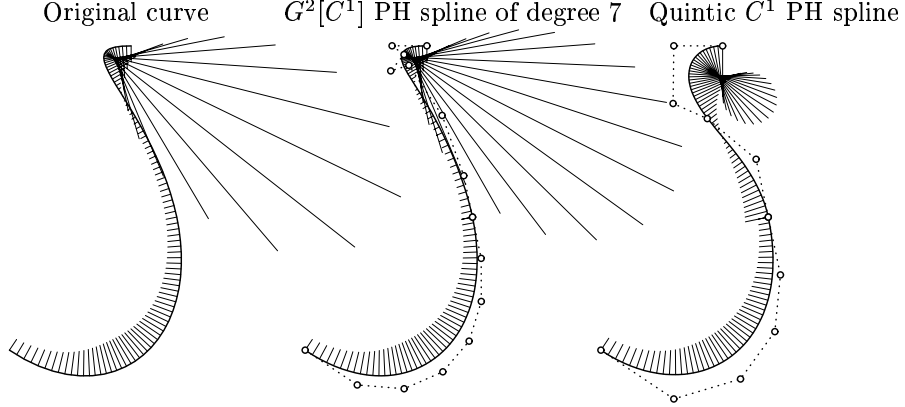 Original curve
G²[C¹] PH spline of degree 7
Quintic C¹ PH spline